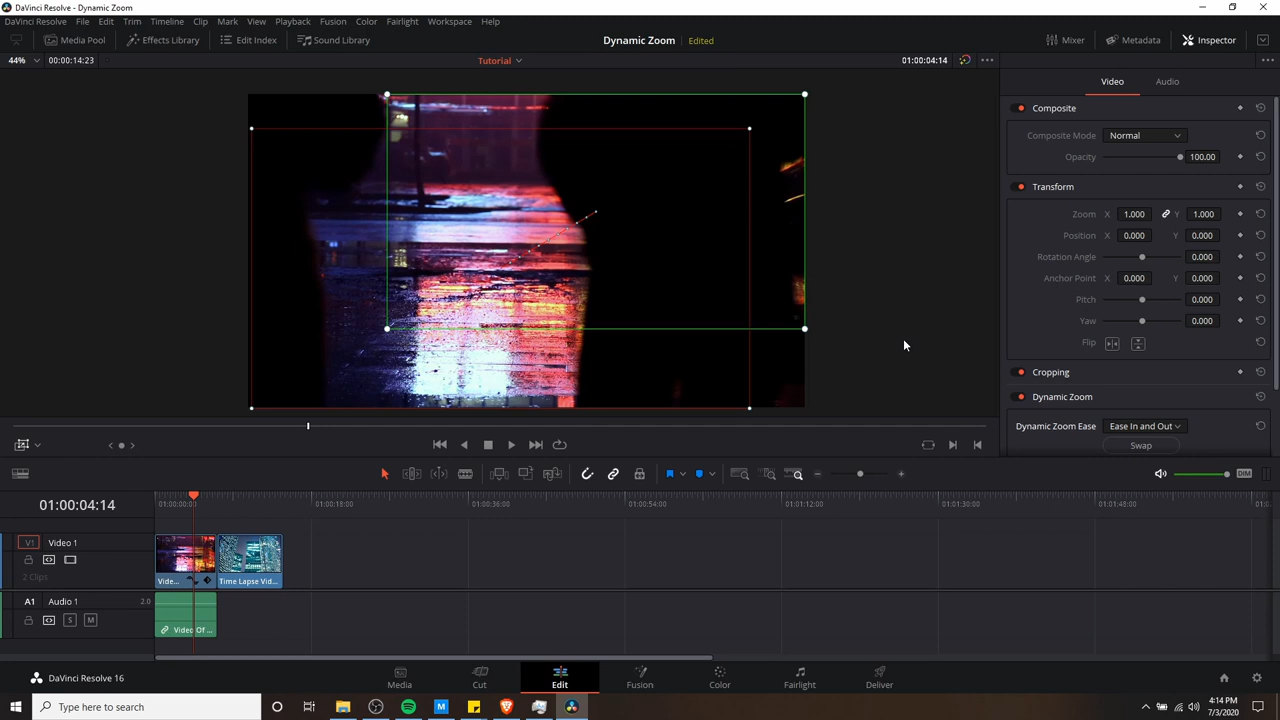 DaVinci Resolve - Dynamic Zoom
DaVinci Resolve File Edit Trim Timeline Clip Mark View Playback Fusion Color Fairlight Workspace Help
Media Pool Effects Library Edit Index Sound Library Dynamic Zoom Edited Mixer Metadata Inspector
44% 00:00:14:23 Tutorial 01:00:04:14
Video Audio
Composite
Composite Mode Normal
Opacity 100.00
Transform
Zoom X 1.000 Y 1.000
Position X 0.000 Y 0.000
Rotation Angle 0.000
Anchor Point X 0.000 Y 0.000
Pitch 0.000
Yaw 0.000
Flip
Cropping
Dynamic Zoom
Dynamic Zoom Ease Ease In and Out
Swap
DIM
01:00:04:14
01:00:00:0 01:00:18:00 01:00:36:00 01:00:54:00 01:01:12:00 01:01:30:00 01:01:48:00
V1 Video 1
2 Clips
Vide... Time Lapse Vid...
A1 Audio 1 2.0
S M
Video Of ...
DaVinci Resolve 16
Media Cut Edit Fusion Color Fairlight Deliver
Type here to search
M
4:14 PM
7/3/2020